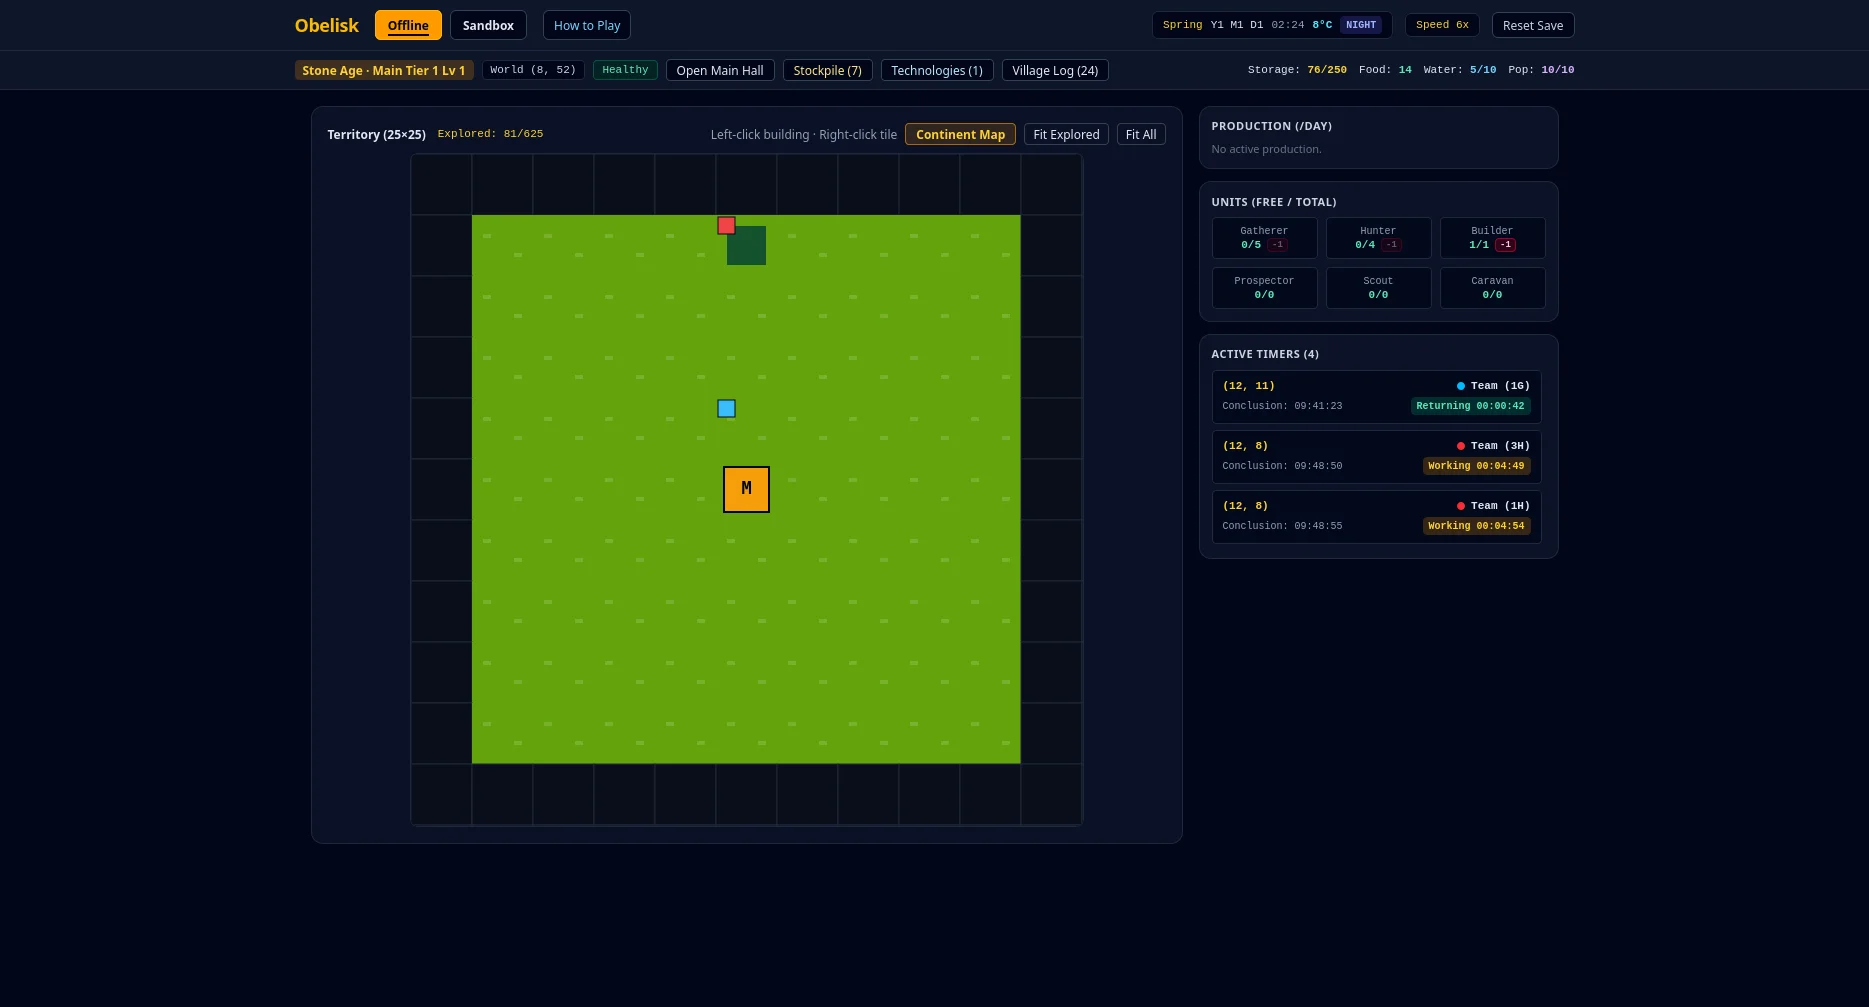 Obelisk Offline Sandbox How to Play Spring Y1 M1 D1 02:24 8°C NIGHT Speed 6x Reset Save
Stone Age · Main Tier 1 Lv 1 World (8, 52) Healthy Open Main Hall Stockpile (7) Technologies (1) Village Log (24) Storage: 76/250 Food: 14 Water: 5/10 Pop: 10/10
Territory (25×25) Explored: 81/625 Left-click building · Right-click tile Continent Map Fit Explored Fit All
M
PRODUCTION (/DAY)
No active production.
UNITS (FREE / TOTAL)
Gatherer Hunter Builder
0/5 -1 0/4 -1 1/1 -1
Prospector Scout Caravan
0/0 0/0 0/0
ACTIVE TIMERS (4)
(12, 11) Team (1G)
Conclusion: 09:41:23 Returning 00:00:42
(12, 8) Team (3H)
Conclusion: 09:48:50 Working 00:04:49
(12, 8) Team (1H)
Conclusion: 09:48:55 Working 00:04:54